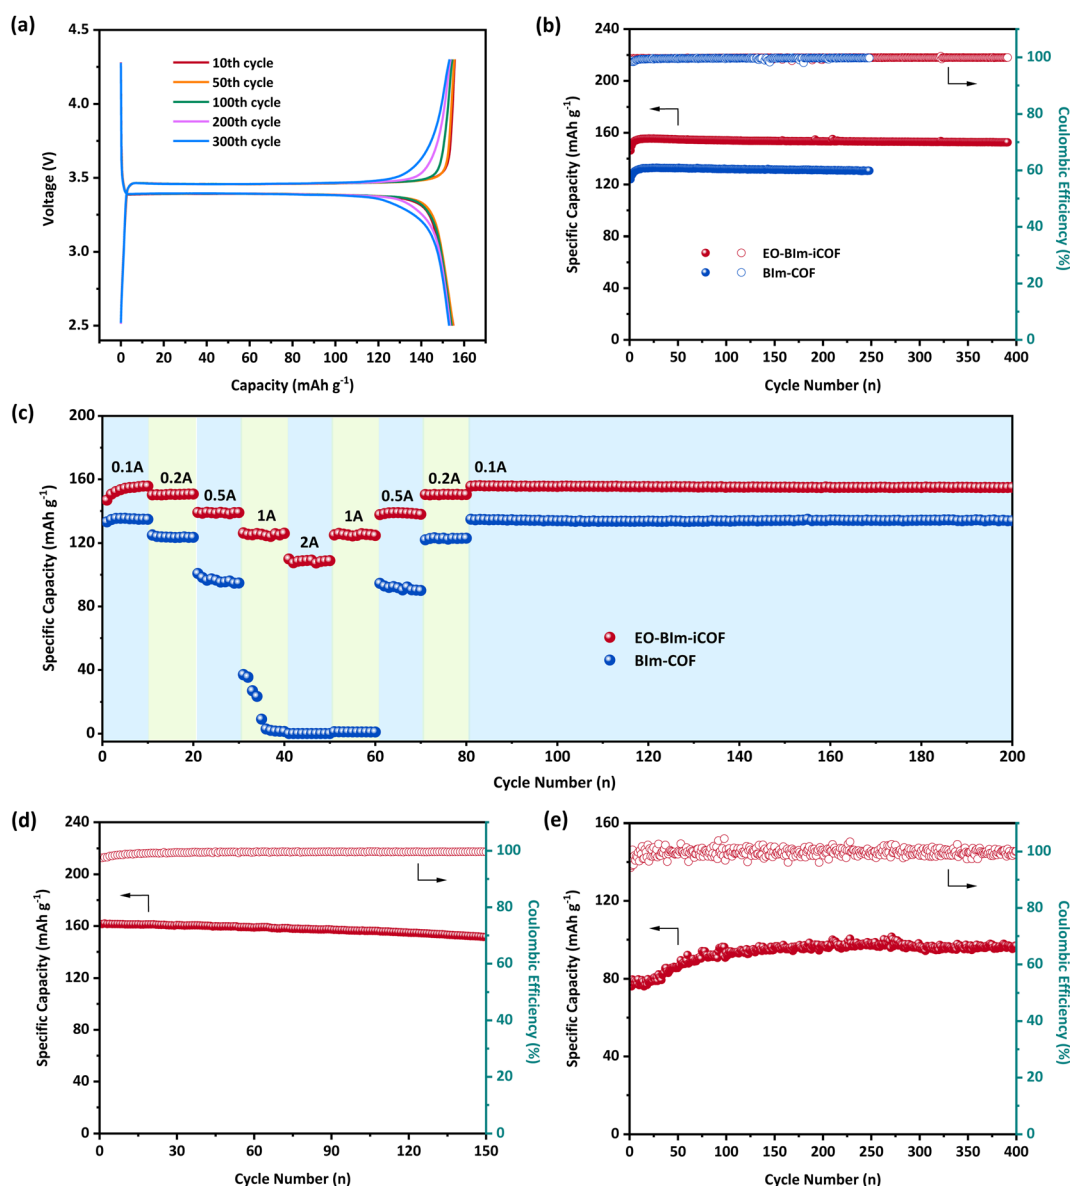 (a)
4.5
4.0
3.5
3.0
2.5
Voltage (V)
10th cycle
50th cycle
100th cycle
200th cycle
300th cycle
0 20 40 60 80 100 120 140 160
Capacity (mAh g-1)
(b)
240
200
160
120
80
40
0
Specific Capacity (mAh g-1)
EO-BIm-iCOF
BIm-COF
100
80
60
40
20
0
Coulombic Efficiency (%)
0 50 100 150 200 250 300 350 400
Cycle Number (n)
(c)
200
160
120
80
40
0
Specific Capacity (mAh g-1)
0.1A 0.2A 0.5A 1A 2A 1A 0.5A 0.2A 0.1A
EO-BIm-iCOF
BIm-COF
0 20 40 60 80 100 120 140 160 180 200
Cycle Number (n)
(d)
240
200
160
120
80
40
0
Specific Capacity (mAh g-1)
100
80
60
40
20
0
Coulombic Efficiency (%)
0 30 60 90 120 150
Cycle Number (n)
(e)
160
120
80
40
0
Specific Capacity (mAh g-1)
100
80
60
40
20
0
Coulombic Efficiency (%)
0 50 100 150 200 250 300 350 400
Cycle Number (n)